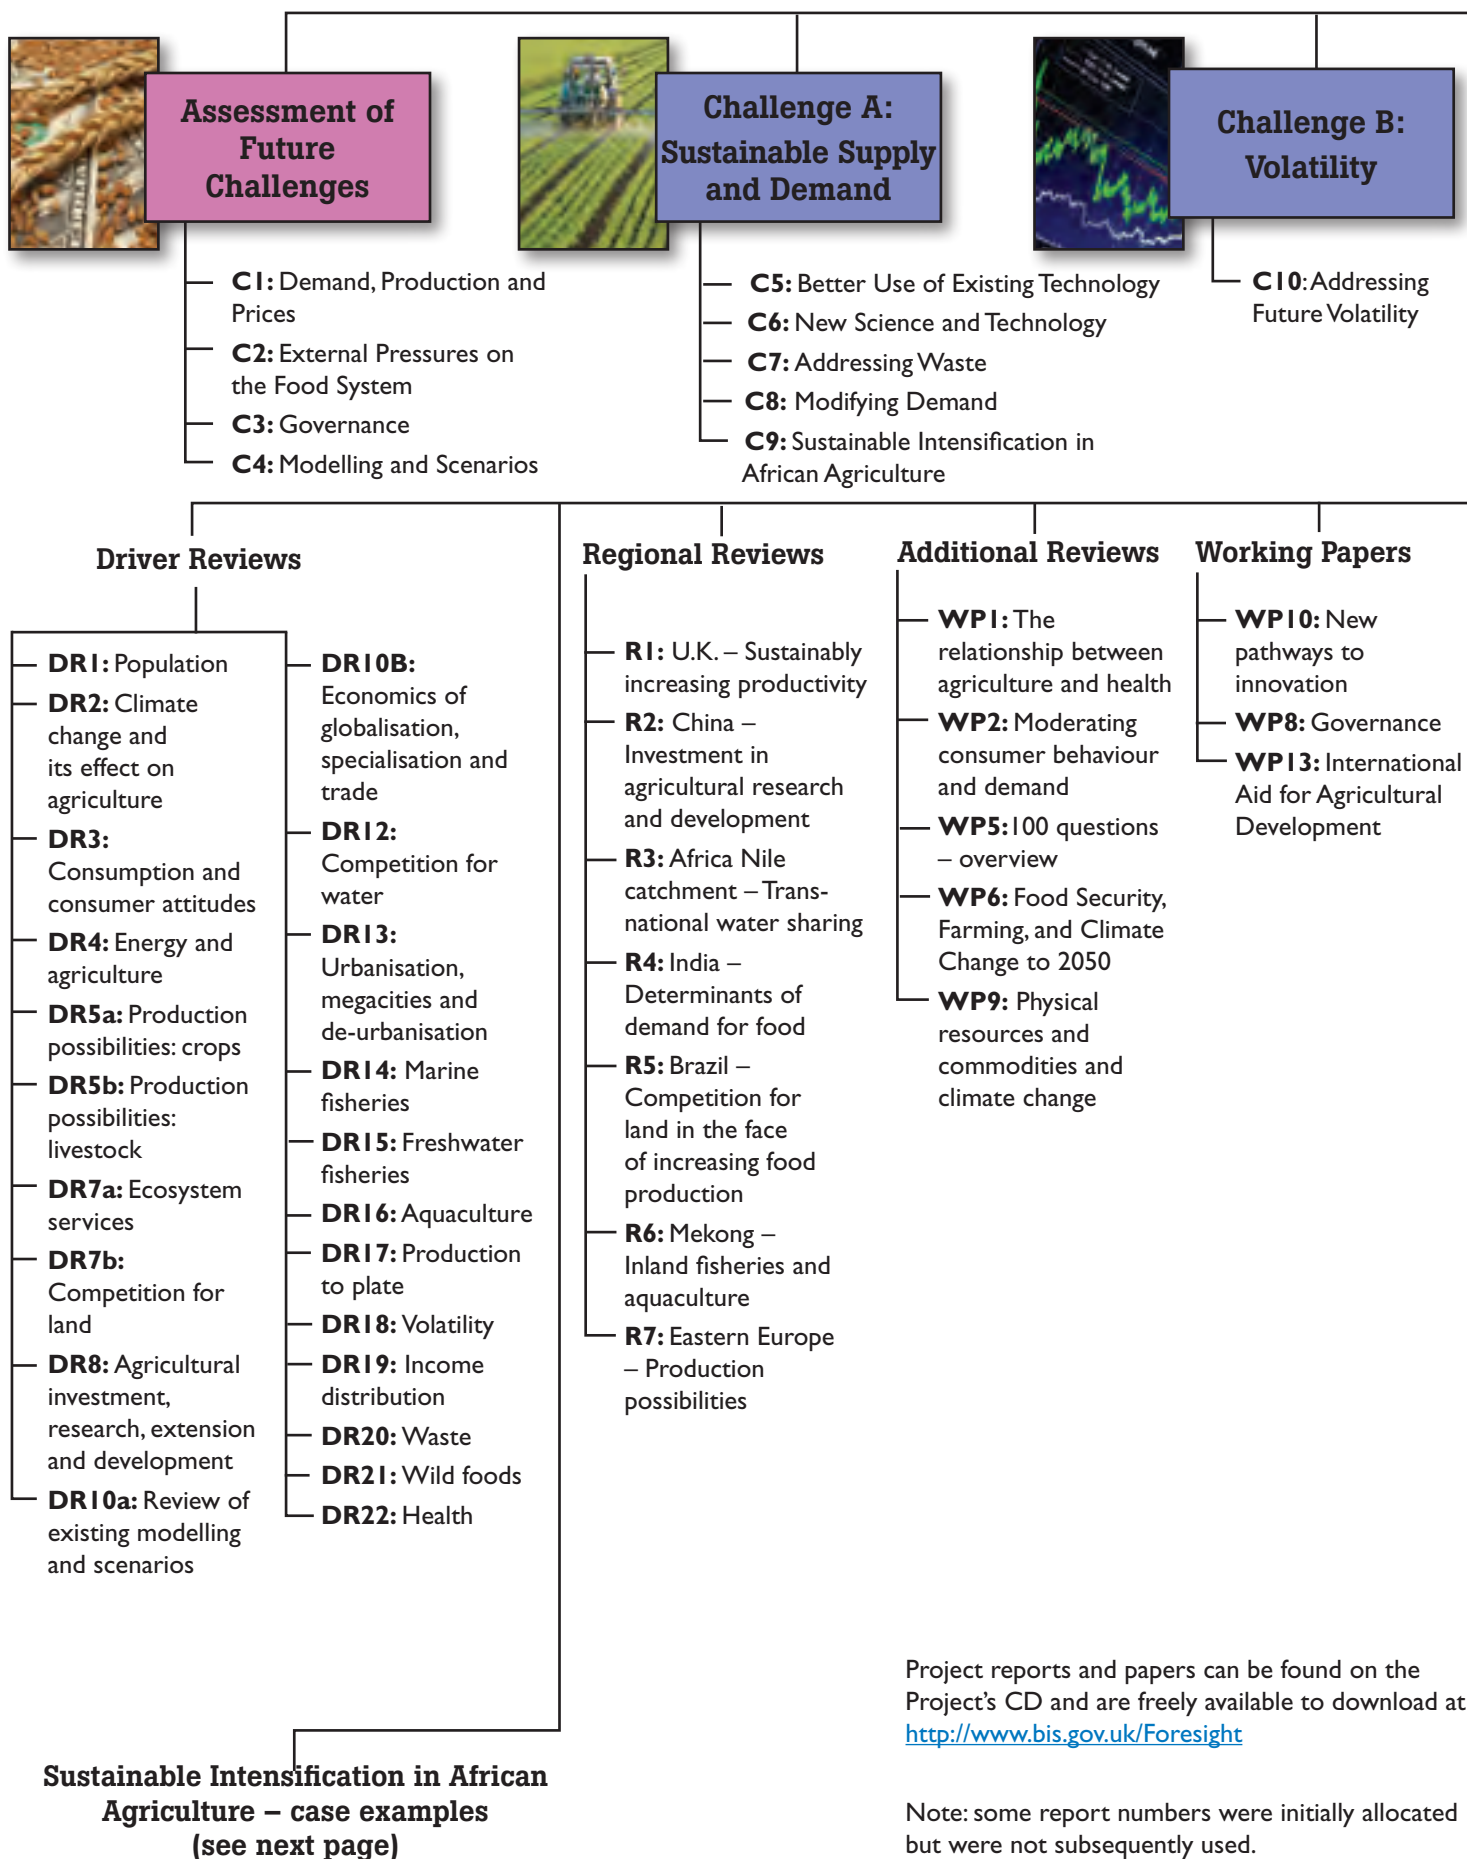 Assessment of
Future
Challenges
C1: Demand, Production and
Prices
C2: External Pressures on
the Food System
C3: Governance
C4: Modelling and Scenarios
Challenge A:
Sustainable Supply
and Demand
C5: Better Use of Existing Technology
C6: New Science and Technology
C7: Addressing Waste
C8: Modifying Demand
C9: Sustainable Intensification in
African Agriculture
Challenge B:
Volatility
C10: Addressing
Future Volatility
Driver Reviews
DR1: Population
DR2: Climate
change and
its effect on
agriculture
DR3:
Consumption and
consumer attitudes
DR4: Energy and
agriculture
DR5a: Production
possibilities: crops
DR5b: Production
possibilities:
livestock
DR7a: Ecosystem
services
DR7b:
Competition for
land
DR8: Agricultural
investment,
research, extension
and development
DR10a: Review of
existing modelling
and scenarios
DR10B:
Economics of
globalisation,
specialisation and
trade
DR12:
Competition for
water
DR13:
Urbanisation,
megacities and
de-urbanisation
DR14: Marine
fisheries
DR15: Freshwater
fisheries
DR16: Aquaculture
DR17: Production
to plate
DR18: Volatility
DR19: Income
distribution
DR20: Waste
DR21: Wild foods
DR22: Health
Regional Reviews
R1: U.K. – Sustainably
increasing productivity
R2: China –
Investment in
agricultural research
and development
R3: Africa Nile
catchment – Trans-
national water sharing
R4: India –
Determinants of
demand for food
R5: Brazil –
Competition for
land in the face
of increasing food
production
R6: Mekong –
Inland fisheries and
aquaculture
R7: Eastern Europe
– Production
possibilities
Additional Reviews
WP1: The
relationship between
agriculture and health
WP2: Moderating
consumer behaviour
and demand
WP5: 100 questions
– overview
WP6: Food Security,
Farming, and Climate
Change to 2050
WP9: Physical
resources and
commodities and
climate change
Working Papers
WP10: New
pathways to
innovation
WP8: Governance
WP13: International
Aid for Agricultural
Development
Sustainable Intensification in African
Agriculture – case examples
(see next page)
Project reports and papers can be found on the
Project's CD and are freely available to download at
http://www.bis.gov.uk/Foresight
Note: some report numbers were initially allocated
but were not subsequently used.